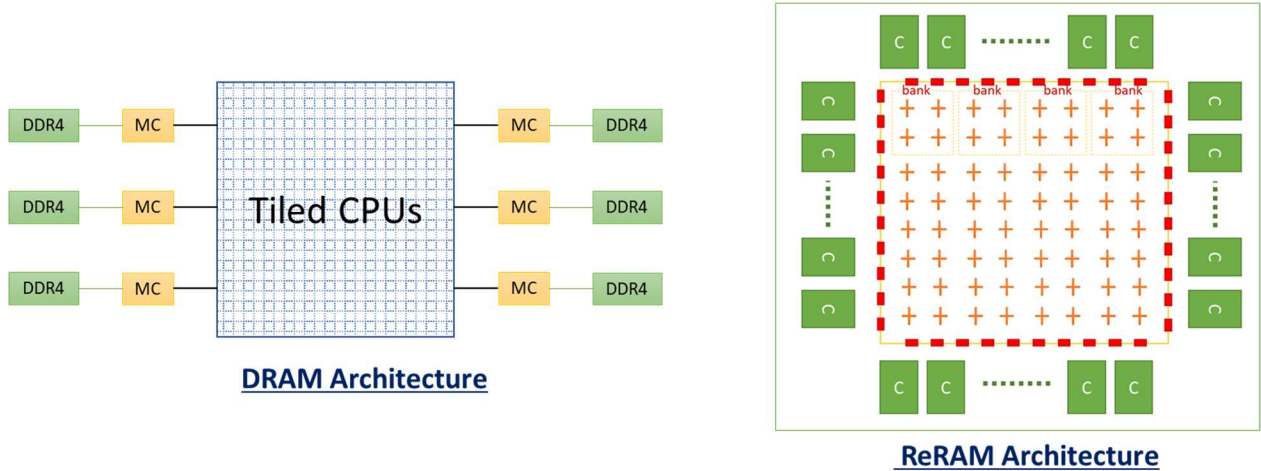 DDR4 MC MC DDR4
DDR4 MC Tiled CPUs MC DDR4
DDR4 MC MC DDR4
DRAM Architecture
C C C C
bank bank bank bank
C C
C C
C C
C C
C C C C
ReRAM Architecture